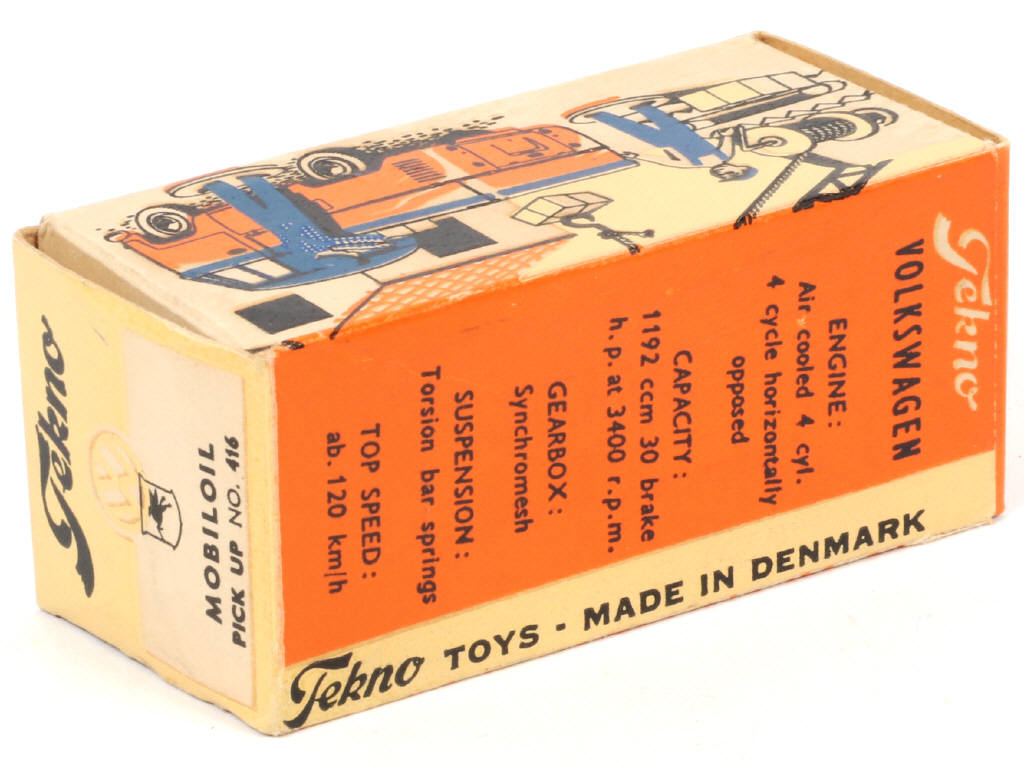 Tekno
MOBILOIL
PICK UP NO. 416
Tekno
VOLKSWAGEN
ENGINE:
Air cooled 4 cyl.
4 cycle horizontally
opposed
CAPACITY:
1192 ccm 30 brake
h.p. at 3400 r.p.m.
GEARBOX:
Synchromesh
SUSPENSION:
Torsion bar springs
TOP SPEED:
ab. 120 km/h
Tekno TOYS - MADE IN DENMARK